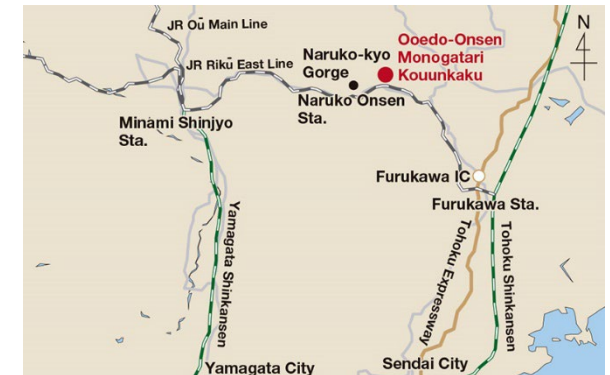 JR Ou Main Line
JR Rikū East Line
Naruko-kyo
Gorge
Ooedo-Onsen
Monogatari
Kouunkaku
N
Naruko Onsen
Sta.
Minami Shinjyo
Sta.
Furukawa IC
Furukawa Sta.
Yamagata Shinkansen
Tohoku Expressway
Tohoku Shinkansen
Yamagata City
Sendai City